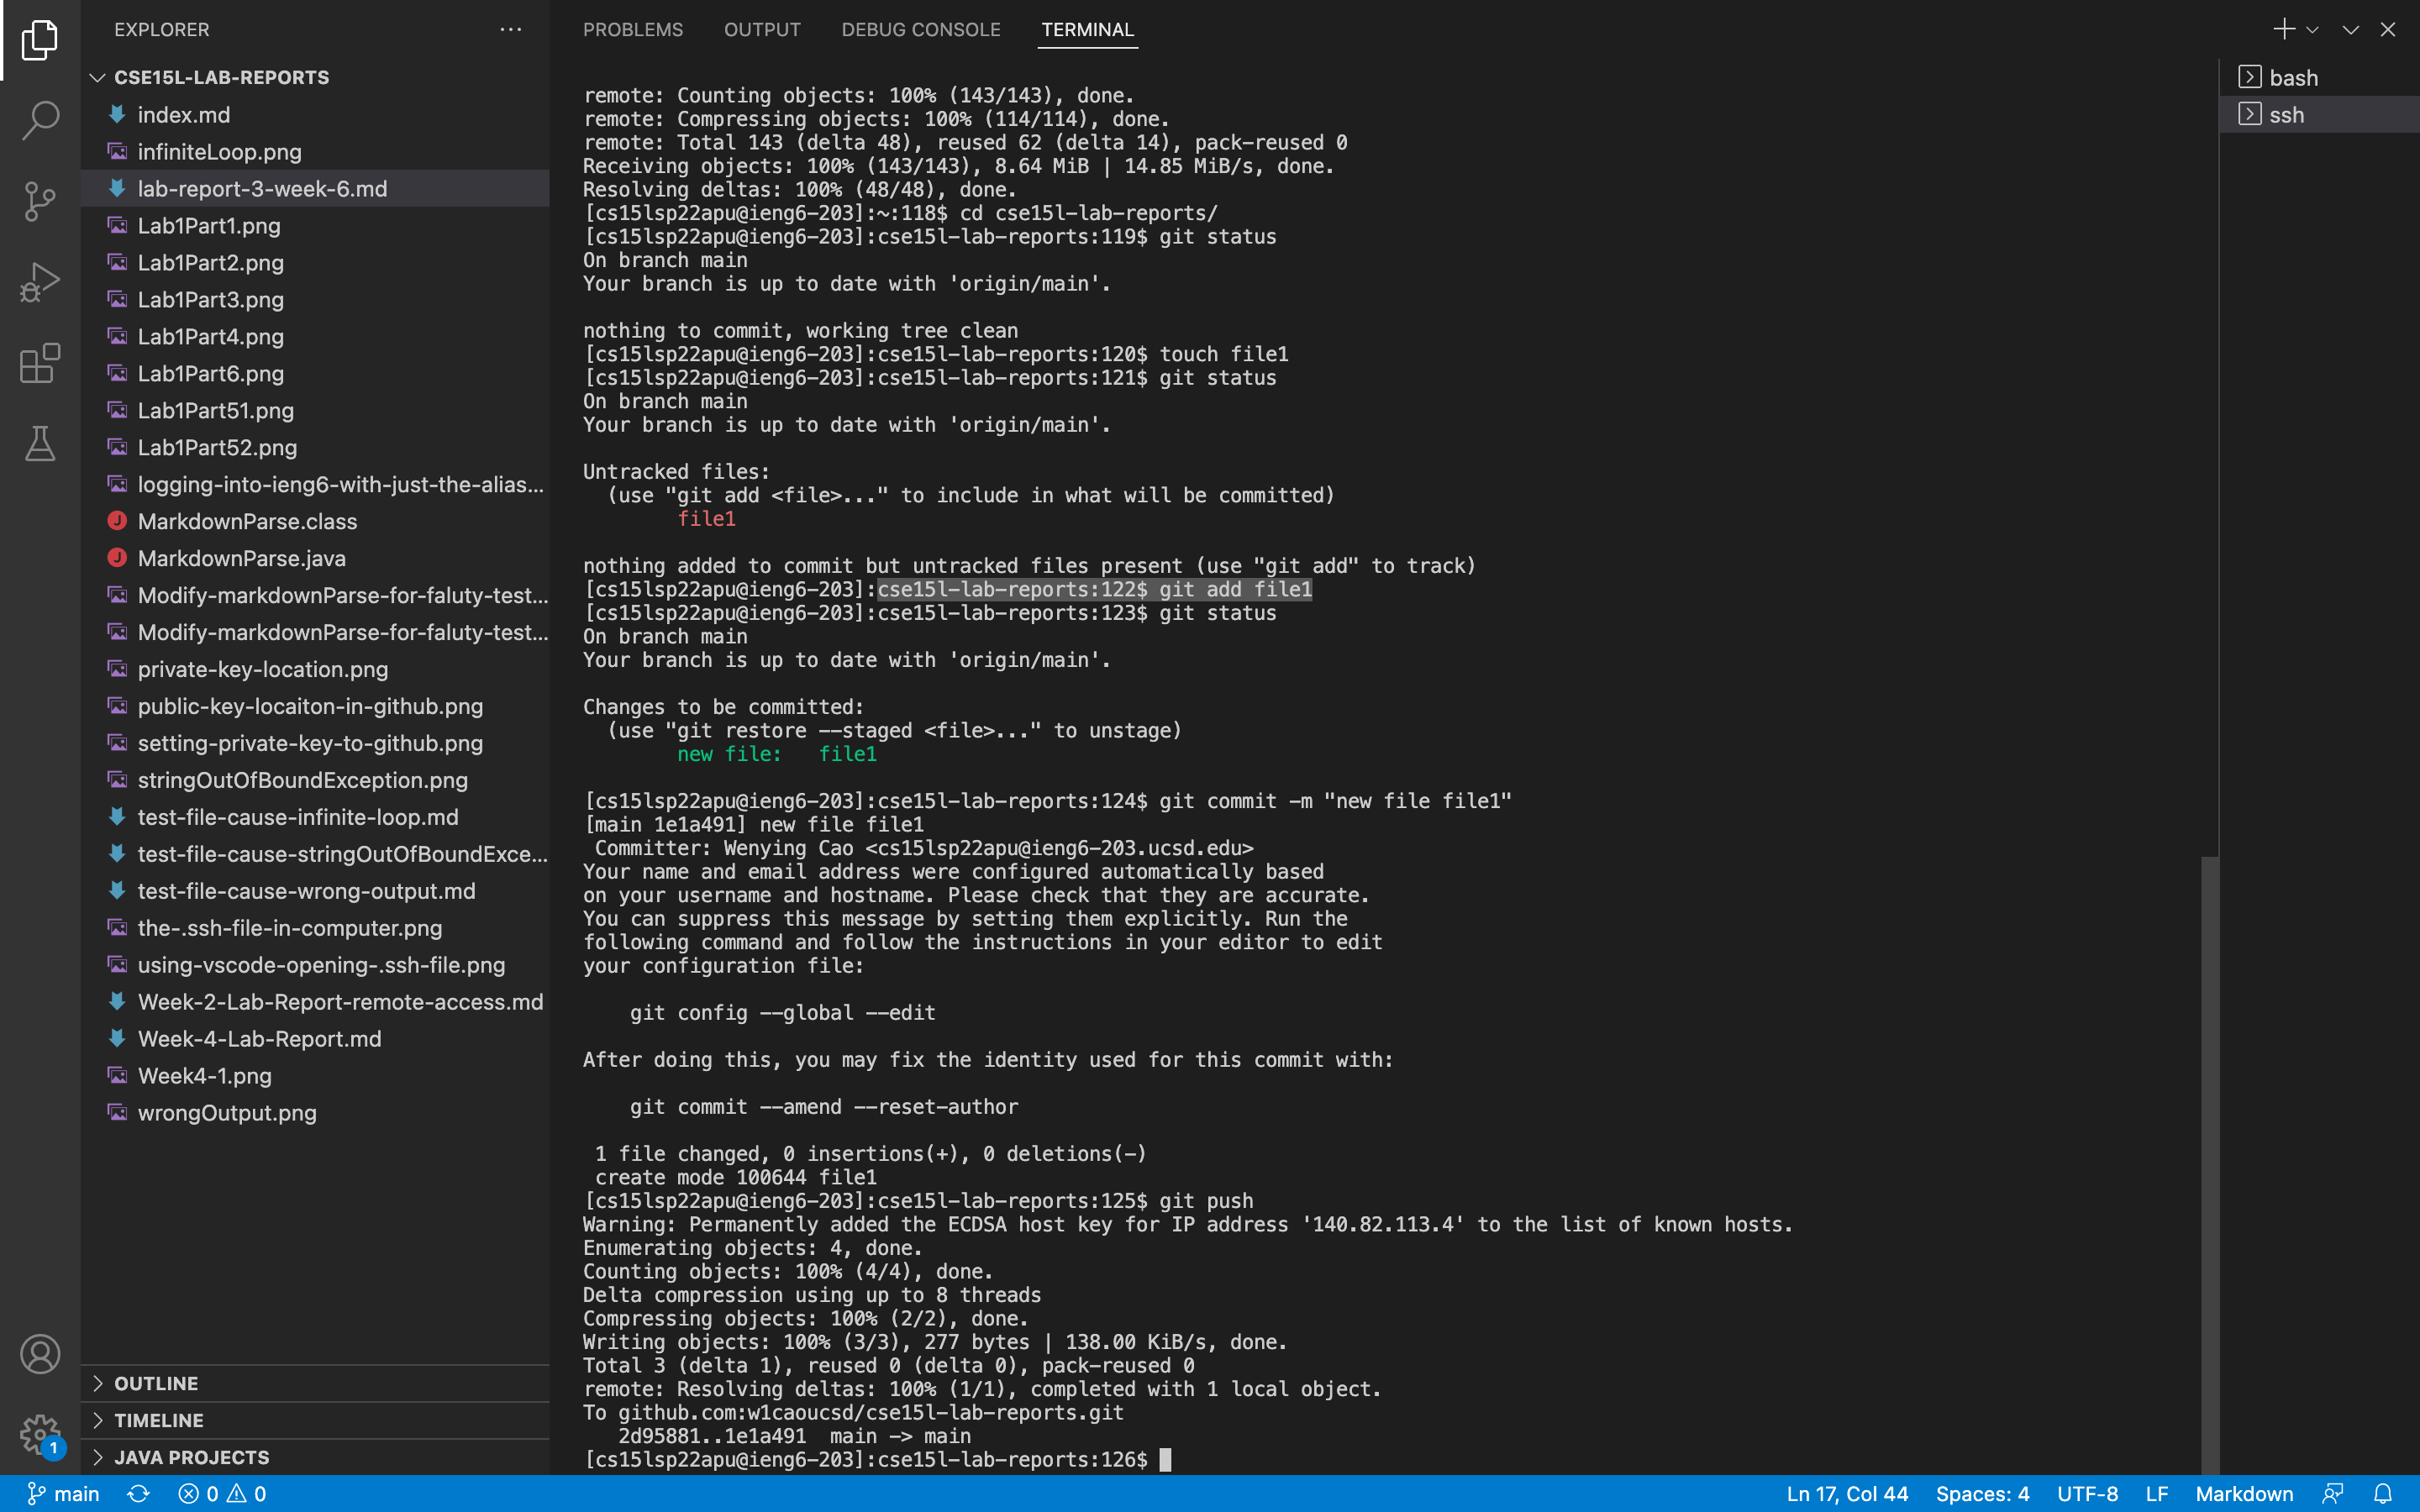 EXPLORER
CSE15L-LAB-REPORTS
index.md
infiniteLoop.png
lab-report-3-week-6.md
Lab1Part1.png
Lab1Part2.png
Lab1Part3.png
Lab1Part4.png
Lab1Part6.png
Lab1Part51.png
Lab1Part52.png
logging-into-ieng6-with-just-the-alias...
MarkdownParse.class
MarkdownParse.java
Modify-markdownParse-for-faluty-test...
Modify-markdownParse-for-faluty-test...
private-key-location.png
public-key-locaiton-in-github.png
setting-private-key-to-github.png
stringOutOfBoundException.png
test-file-cause-infinite-loop.md
test-file-cause-stringOutOfBoundExce...
test-file-cause-wrong-output.md
the-.ssh-file-in-computer.png
using-vscode-opening-.ssh-file.png
Week-2-Lab-Report-remote-access.md
Week-4-Lab-Report.md
Week4-1.png
wrongOutput.png
OUTLINE
TIMELINE
JAVA PROJECTS
1
PROBLEMS OUTPUT DEBUG CONSOLE TERMINAL
remote: Counting objects: 100% (143/143), done.
remote: Compressing objects: 100% (114/114), done.
remote: Total 143 (delta 48), reused 62 (delta 14), pack-reused 0
Receiving objects: 100% (143/143), 8.64 MiB | 14.85 MiB/s, done.
Resolving deltas: 100% (48/48), done.
[cs15lsp22apu@ieng6-203]:~:118$ cd cse15l-lab-reports/
[cs15lsp22apu@ieng6-203]:cse15l-lab-reports:119$ git status
On branch main
Your branch is up to date with 'origin/main'.
nothing to commit, working tree clean
[cs15lsp22apu@ieng6-203]:cse15l-lab-reports:120$ touch file1
[cs15lsp22apu@ieng6-203]:cse15l-lab-reports:121$ git status
On branch main
Your branch is up to date with 'origin/main'.
Untracked files:
(use "git add <file>..." to include in what will be committed)
file1
nothing added to commit but untracked files present (use "git add" to track)
[cs15lsp22apu@ieng6-203]:cse15l-lab-reports:122$ git add file1
[cs15lsp22apu@ieng6-203]:cse15l-lab-reports:123$ git status
On branch main
Your branch is up to date with 'origin/main'.
Changes to be committed:
(use "git restore --staged <file>..." to unstage)
new file:   file1
[cs15lsp22apu@ieng6-203]:cse15l-lab-reports:124$ git commit -m "new file file1"
[main 1e1a491] new file file1
Committer: Wenying Cao <cs15lsp22apu@ieng6-203.ucsd.edu>
Your name and email address were configured automatically based
on your username and hostname. Please check that they are accurate.
You can suppress this message by setting them explicitly. Run the
following command and follow the instructions in your editor to edit
your configuration file:
git config --global --edit
After doing this, you may fix the identity used for this commit with:
git commit --amend --reset-author
1 file changed, 0 insertions(+), 0 deletions(-)
create mode 100644 file1
[cs15lsp22apu@ieng6-203]:cse15l-lab-reports:125$ git push
Warning: Permanently added the ECDSA host key for IP address '140.82.113.4' to the list of known hosts.
Enumerating objects: 4, done.
Counting objects: 100% (4/4), done.
Delta compression using up to 8 threads
Compressing objects: 100% (2/2), done.
Writing objects: 100% (3/3), 277 bytes | 138.00 KiB/s, done.
Total 3 (delta 1), reused 0 (delta 0), pack-reused 0
remote: Resolving deltas: 100% (1/1), completed with 1 local object.
To github.com:w1caoucsd/cse15l-lab-reports.git
2d95881..1e1a491  main -> main
[cs15lsp22apu@ieng6-203]:cse15l-lab-reports:126$
bash
ssh
main 0 0 Ln 17, Col 44 Spaces: 4 UTF-8 LF Markdown